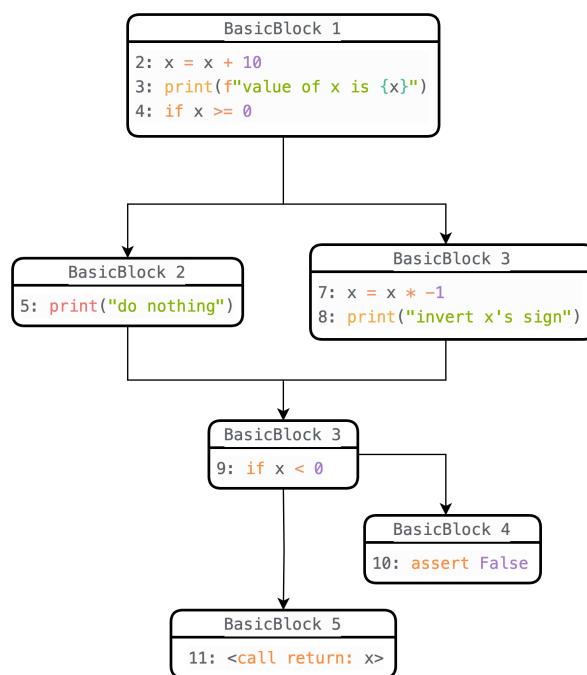 BasicBlock 1
2: x = x + 10
3: print(f"value of x is {x}")
4: if x >= 0
BasicBlock 2
5: print("do nothing")
BasicBlock 3
7: x = x * -1
8: print("invert x's sign")
BasicBlock 3
9: if x < 0
BasicBlock 4
10: assert False
BasicBlock 5
11: <call return: x>